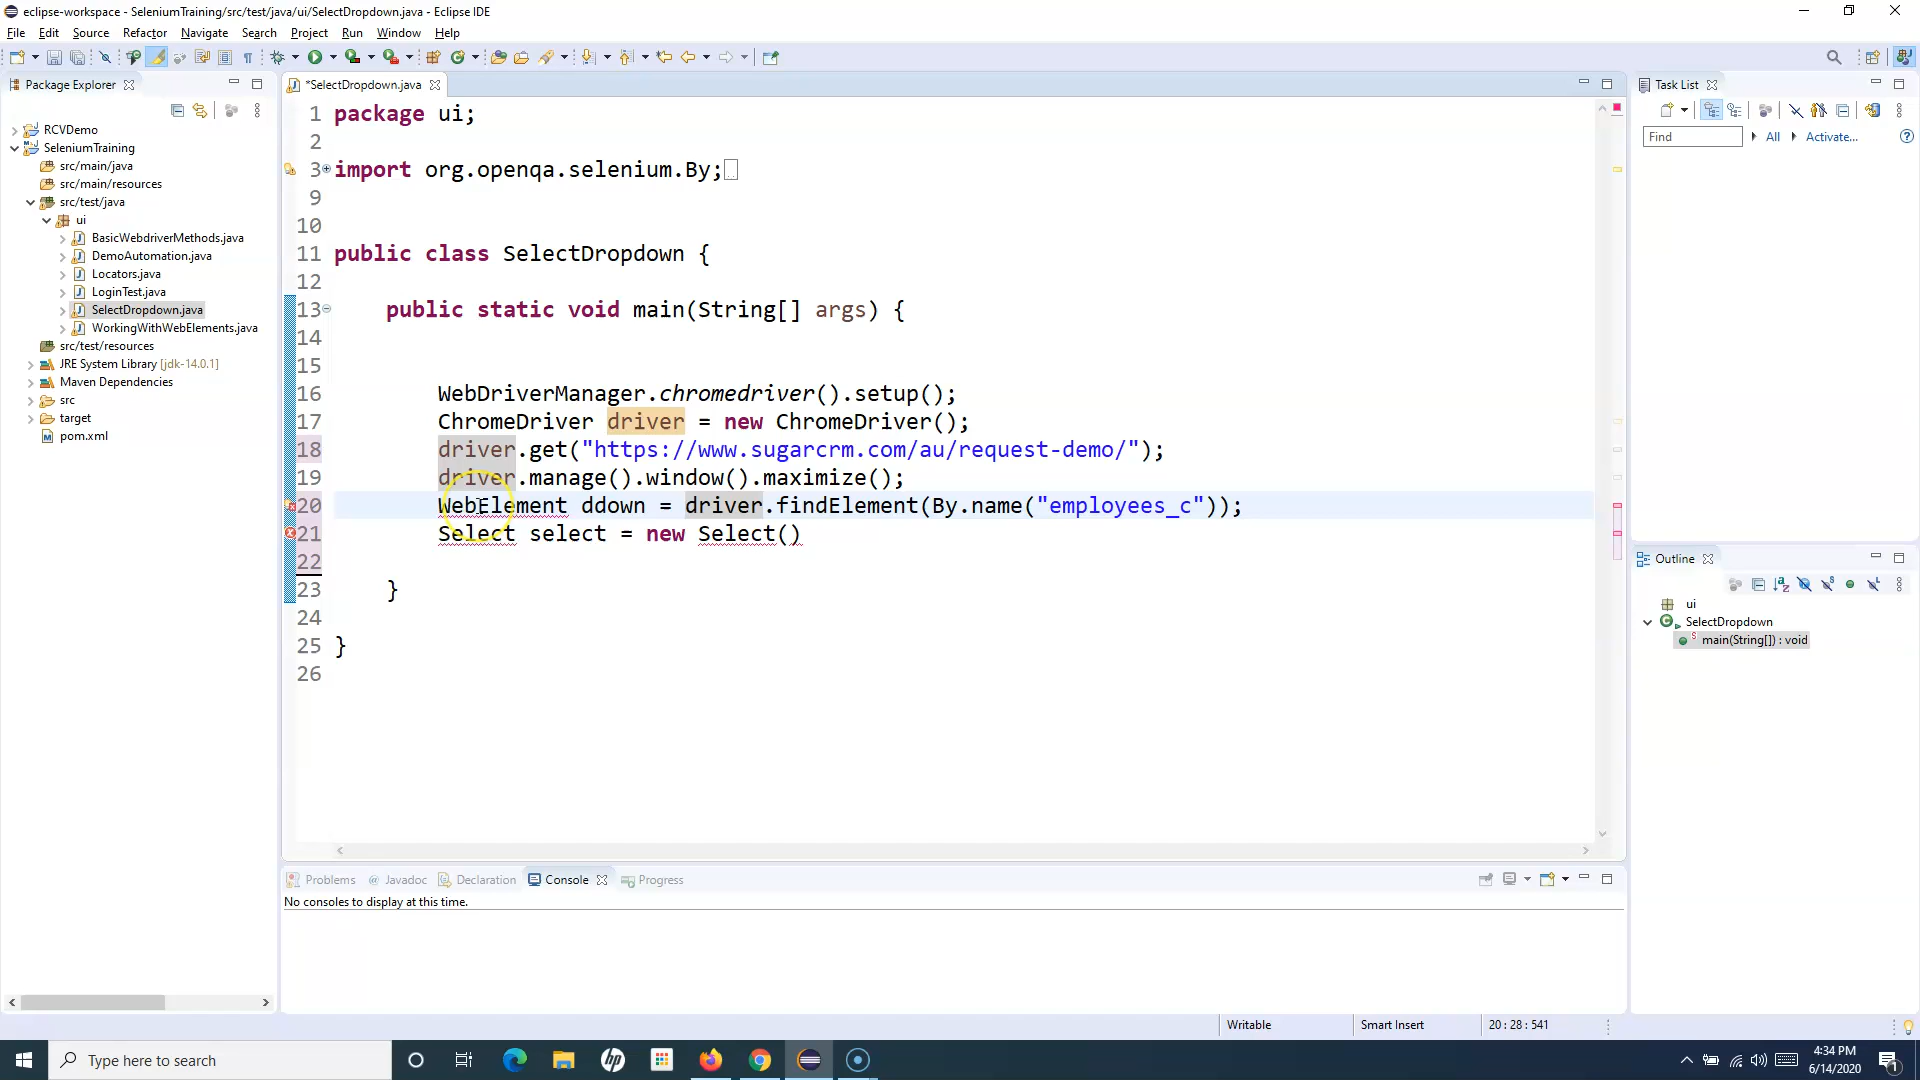 eclipse-workspace - SeleniumTraining/src/test/java/ui/SelectDropdown.java - Eclipse IDE
File Edit Source Refactor Navigate Search Project Run Window Help
Package Explorer
RCVDemo
SeleniumTraining
src/main/java
src/main/resources
src/test/java
ui
BasicWebdriverMethods.java
DemoAutomation.java
Locators.java
LoginTest.java
SelectDropdown.java
WorkingWithWebElements.java
src/test/resources
JRE System Library [jdk-14.0.1]
Maven Dependencies
src
target
pom.xml
*SelectDropdown.java
1 package ui;
2
3 import org.openqa.selenium.By;
9
10
11 public class SelectDropdown {
12
13 public static void main(String[] args) {
14
15
16 WebDriverManager.chromedriver().setup();
17 ChromeDriver driver = new ChromeDriver();
18 driver.get("https://www.sugarcrm.com/au/request-demo/");
19 driver.manage().window().maximize();
20 WebElement ddown = driver.findElement(By.name("employees_c"));
21 Select select = new Select()
22
23 }
24
25 }
26
Problems Javadoc Declaration Console Progress
No consoles to display at this time.
Task List
Find All Activate...
Outline
ui
SelectDropdown
main(String[]) : void
Writable Smart Insert 20 : 28 : 541
Type here to search
4:34 PM
6/14/2020